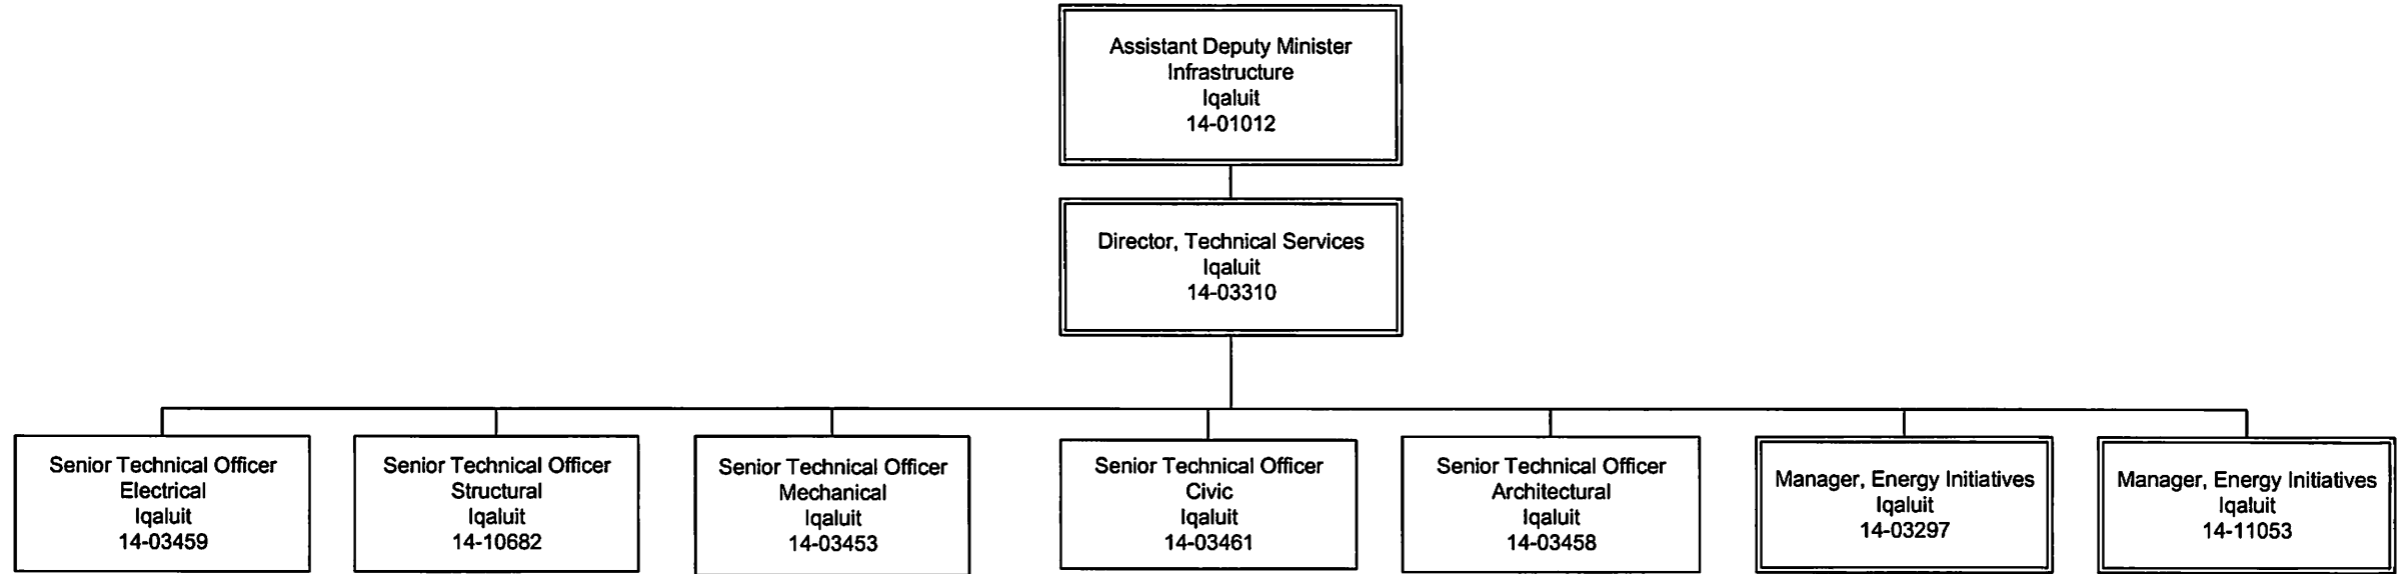 Assistant Deputy Minister
Infrastructure
Iqaluit
14-01012
Director, Technical Services
Iqaluit
14-03310
Senior Technical Officer
Electrical
Iqaluit
14-03459
Senior Technical Officer
Structural
Iqaluit
14-10682
Senior Technical Officer
Mechanical
Iqaluit
14-03453
Senior Technical Officer
Civic
Iqaluit
14-03461
Senior Technical Officer
Architectural
Iqaluit
14-03458
Manager, Energy Initiatives
Iqaluit
14-03297
Manager, Energy Initiatives
Iqaluit
14-11053